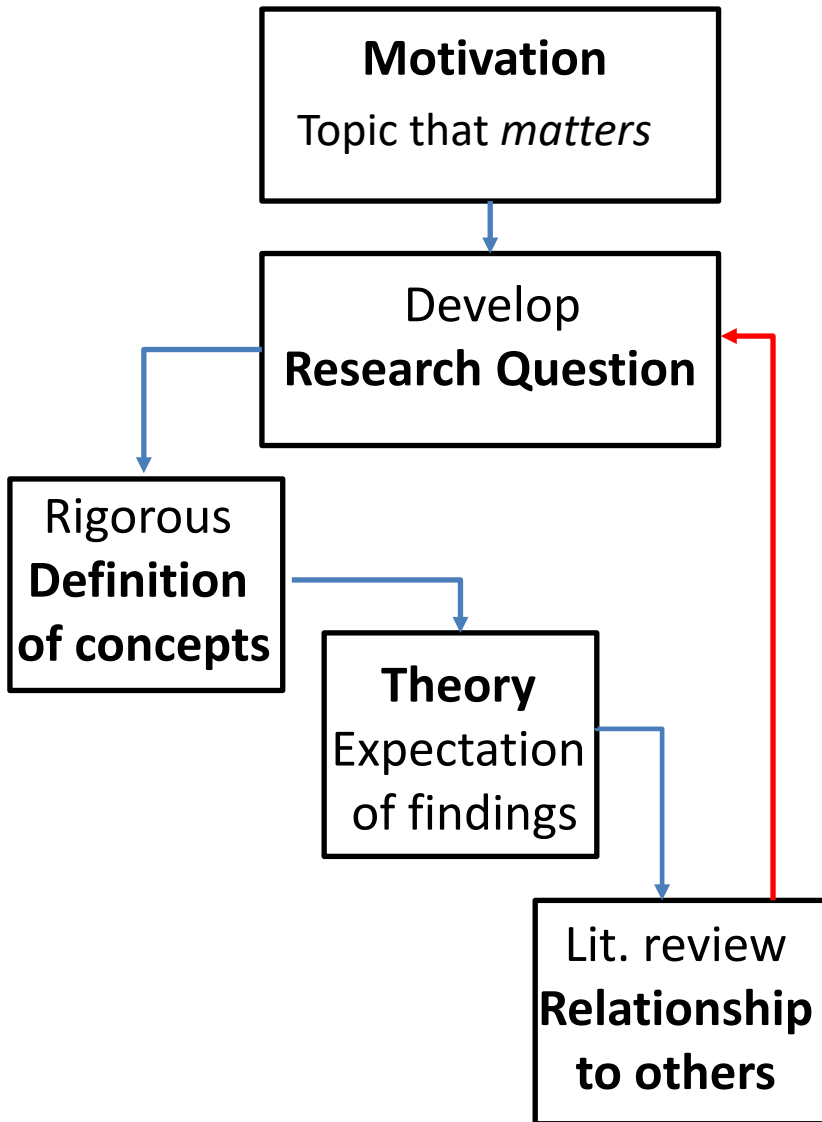 Motivation
Topic that matters
Develop
Research Question
Rigorous
Definition
of concepts
Theory
Expectation
of findings
Lit. review
Relationship
to others